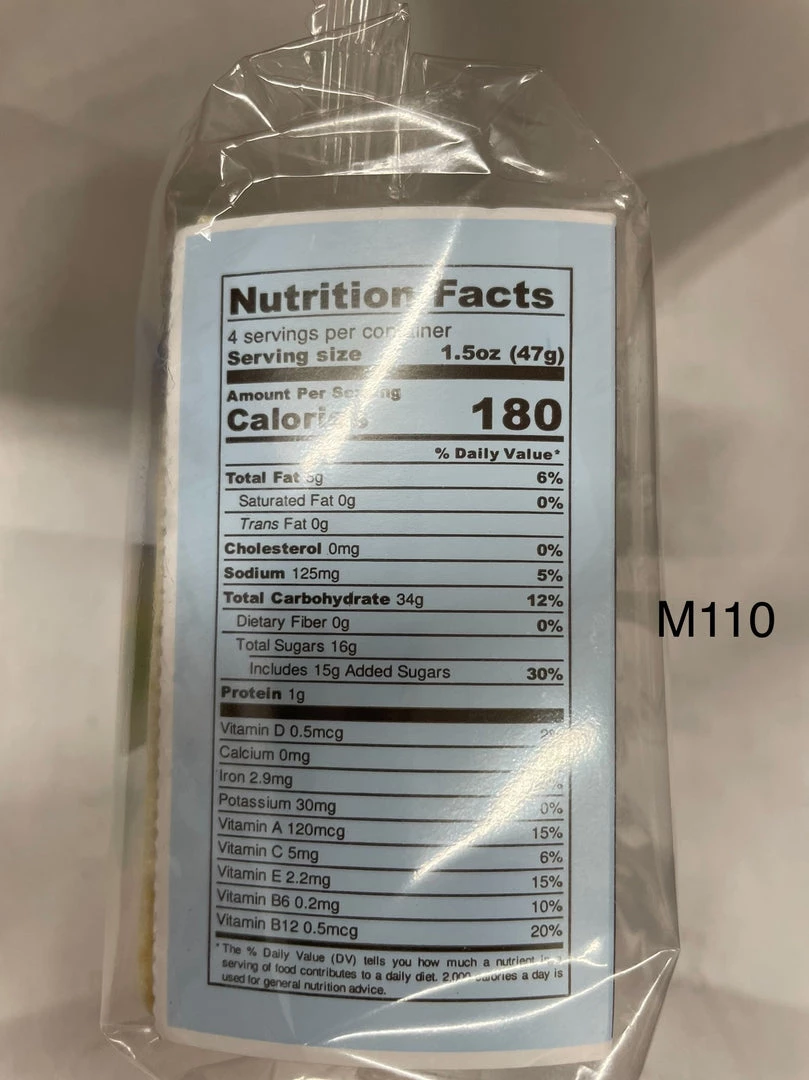 Nutrition Facts
4 servings per container
Serving size 1.5oz (47g)
Amount Per Serving
Calories 180
% Daily Value*
Total Fat 5g 6%
Saturated Fat 0g 0%
Trans Fat 0g
Cholesterol 0mg 0%
Sodium 125mg 5%
Total Carbohydrate 34g 12%
Dietary Fiber 0g 0%
Total Sugars 16g
Includes 15g Added Sugars 30%
Protein 1g
Vitamin D 0.5mcg 2%
Calcium 0mg
Iron 2.9mg
Potassium 30mg 0%
Vitamin A 120mcg 15%
Vitamin C 5mg 6%
Vitamin E 2.2mg 15%
Vitamin B6 0.2mg 10%
Vitamin B12 0.5mcg 20%
*The % Daily Value (DV) tells you how much a nutrient in a
serving of food contributes to a daily diet. 2,000 calories a day is
used for general nutrition advice.
M110